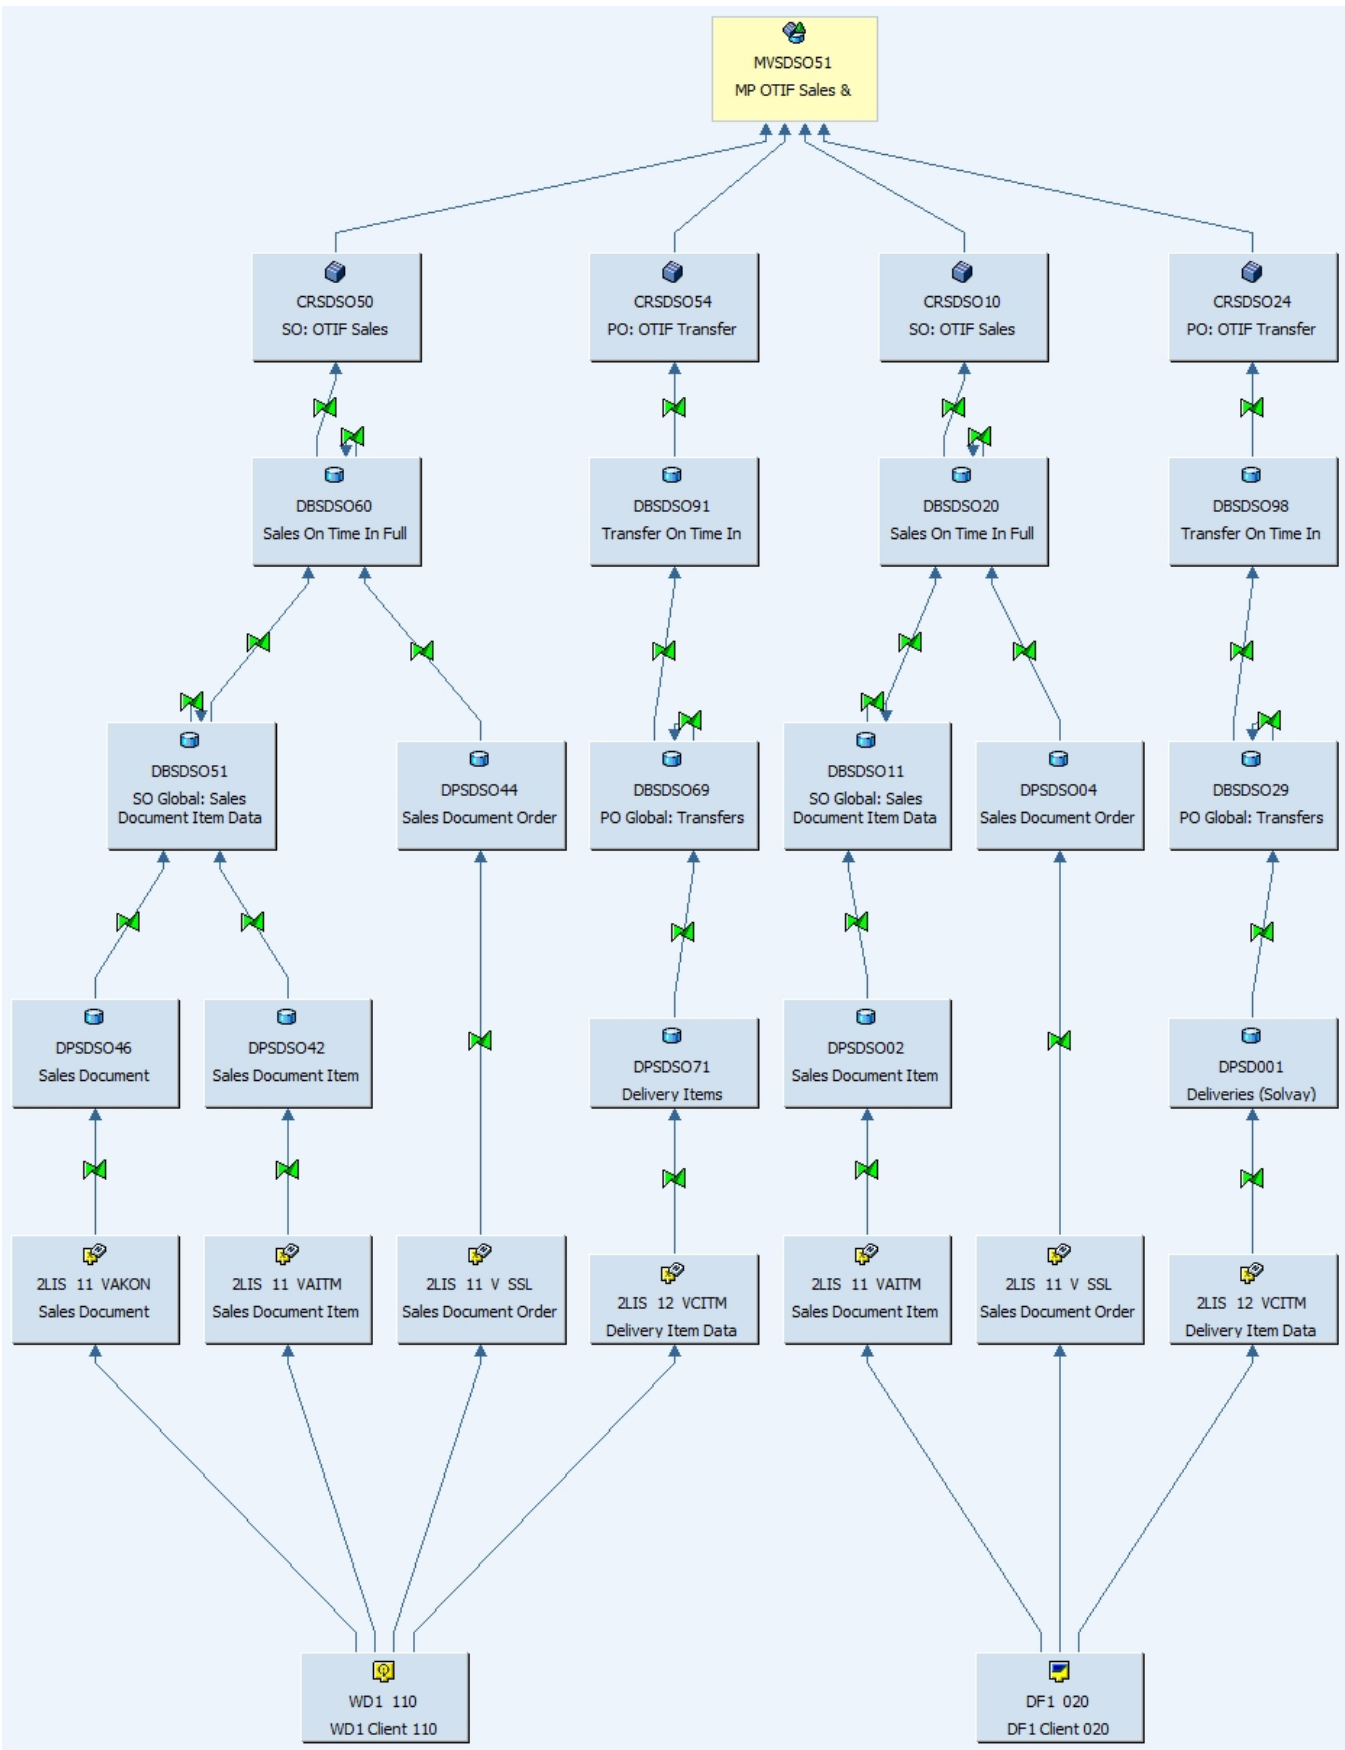 MVSDSO51
MP OTIF Sales &
CRSDSO50
SO: OTIF Sales
CRSDSO54
PO: OTIF Transfer
CRSDSO10
SO: OTIF Sales
CRSDSO24
PO: OTIF Transfer
DBSDSO60
Sales On Time In Full
DBSDSO91
Transfer On Time In
DBSDSO20
Sales On Time In Full
DBSDSO98
Transfer On Time In
DBSDSO51
SO Global: Sales
Document Item Data
DPSDSO44
Sales Document Order
DBSDSO69
PO Global: Transfers
DBSDSO11
SO Global: Sales
Document Item Data
DPSDSO04
Sales Document Order
DBSDSO29
PO Global: Transfers
DPSDSO46
Sales Document
DPSDSO42
Sales Document Item
DPSDSO71
Delivery Items
DPSDSO02
Sales Document Item
DPSD001
Deliveries (Solvay)
2LIS 11 VAKON
Sales Document
2LIS 11 VAITM
Sales Document Item
2LIS 11 V SSL
Sales Document Order
2LIS 12 VCITM
Delivery Item Data
2LIS 11 VAITM
Sales Document Item
2LIS 11 V SSL
Sales Document Order
2LIS 12 VCITM
Delivery Item Data
WD1 110
WD1 Client 110
DF1 020
DF1 Client 020